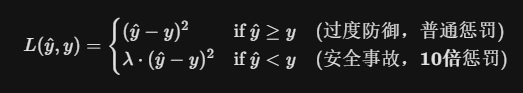 L(ŷ, y) = { (ŷ − y)² if ŷ ≥ y (过度防御，普通惩罚)
λ · (ŷ − y)² if ŷ < y (安全事故，10倍惩罚)